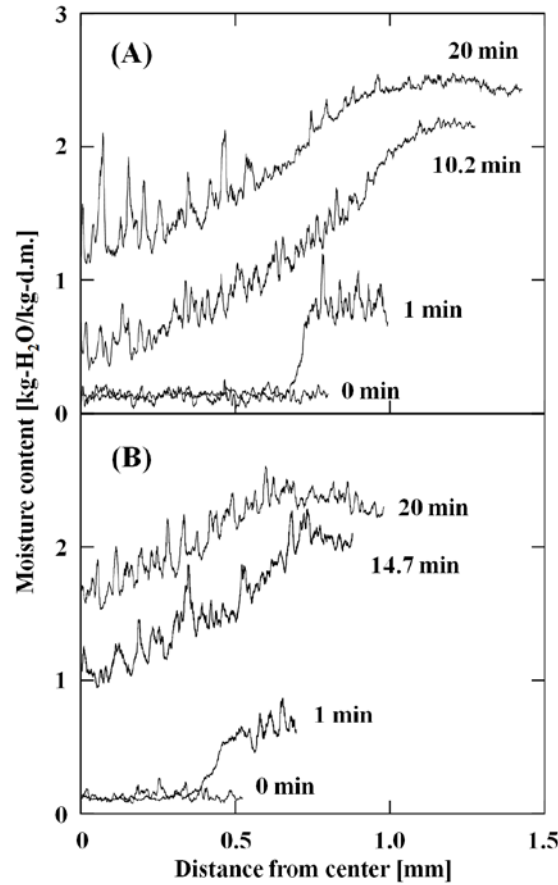 3
(A)
20 min
2
10.2 min
1
1 min
0 min
0
Moisture content [kg-H₂O/kg-d.m.]
(B)
20 min
2
14.7 min
1
1 min
0 min
0
0 0.5 1.0 1.5
Distance from center [mm]